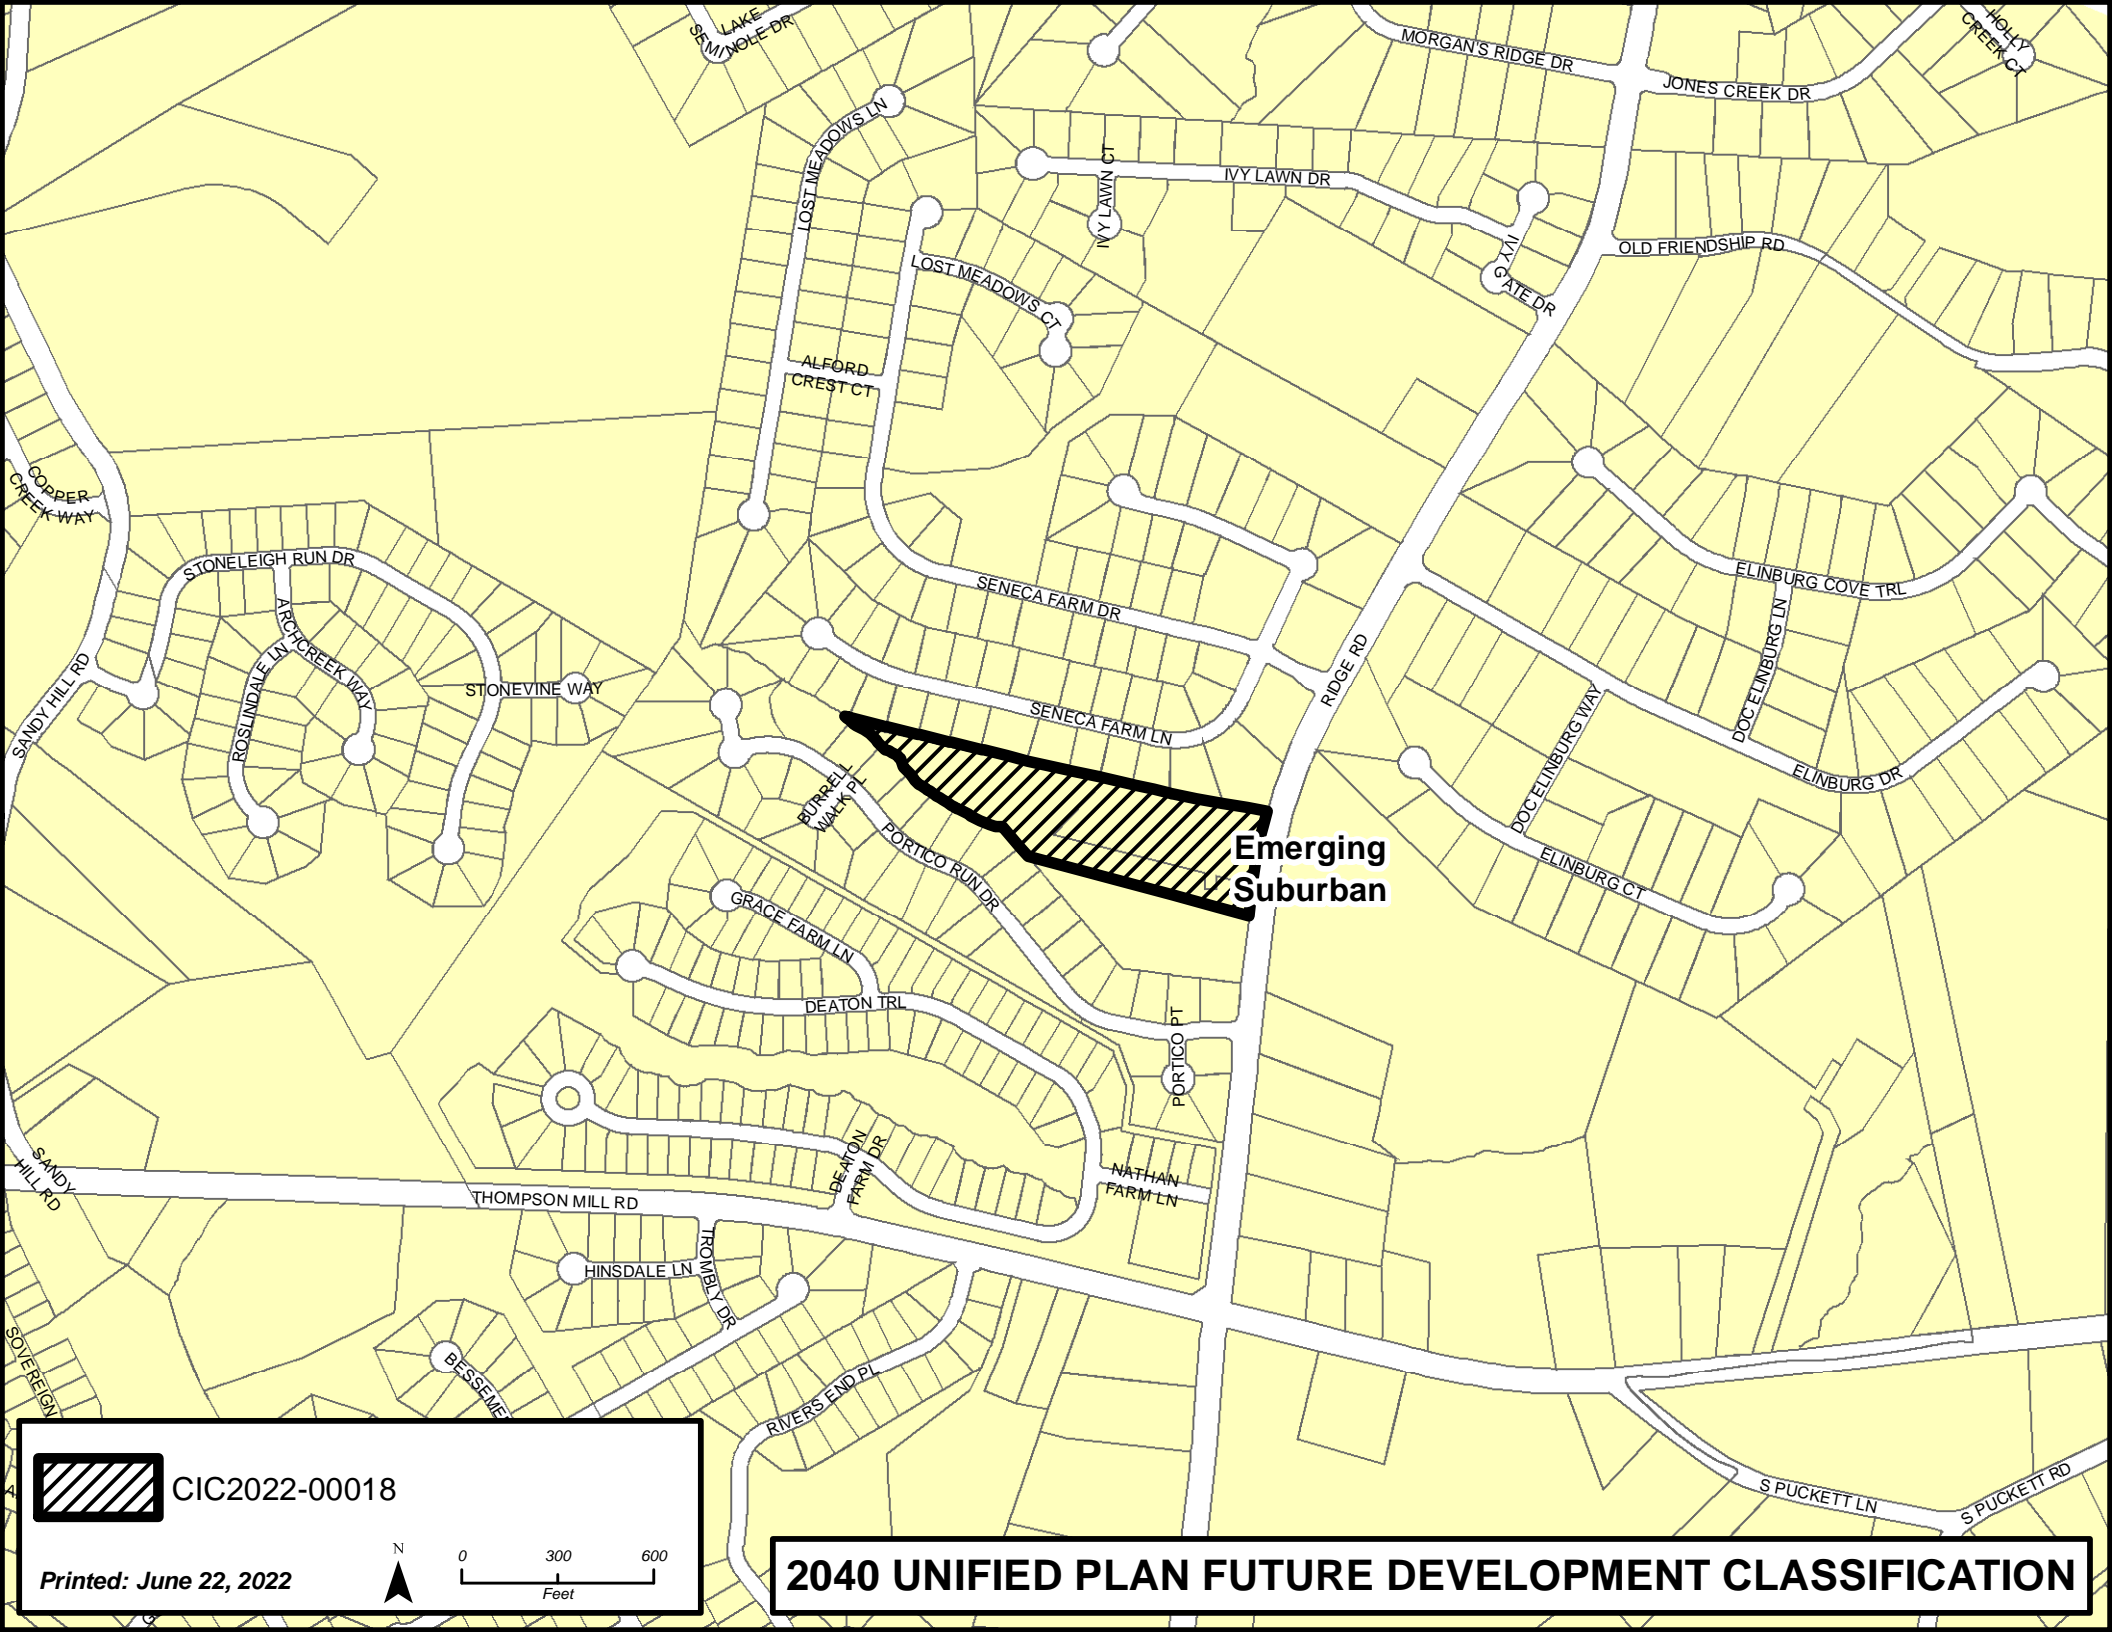 LAKE
SEMINOLE DR
MORGAN'S RIDGE DR
JONES CREEK DR
HOLLY
CREEK CT
LOST MEADOWS LN
IVY LAWN CT
IVY LAWN DR
IVY GATE DR
OLD FRIENDSHIP RD
LOST MEADOWS CT
ALFORD
CREST CT
COPPER
CREEK WAY
STONELEIGH RUN DR
ARCHCREEK WAY
ROSLINDALE LN
STONEVINE WAY
SANDY HILL RD
SENECA FARM DR
SENECA FARM LN
RIDGE RD
ELINBURG COVE TRL
DOC ELINBURG LN
DOC ELINBURG WAY
ELINBURG DR
ELINBURG CT
BURRELL
WALK PL
PORTICO RUN DR
Emerging
Suburban
GRACE FARM LN
DEATON TRL
PORTICO PT
DEATON
FARM DR
NATHAN
FARM LN
SANDY
HILL RD
THOMPSON MILL RD
HINSDALE LN
TROMBLY DR
RIVERS END PL
SOVEREIGN
BESSEME
S PUCKETT LN
S PUCKETT RD
CIC2022-00018
Printed: June 22, 2022
N
0 300 600
Feet
2040 UNIFIED PLAN FUTURE DEVELOPMENT CLASSIFICATION